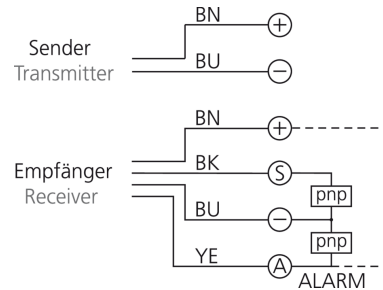 BN
+
Sender
Transmitter
BU
−
BN
+
BK
S
Empfänger
Receiver
pnp
BU
−
pnp
YE
A
ALARM